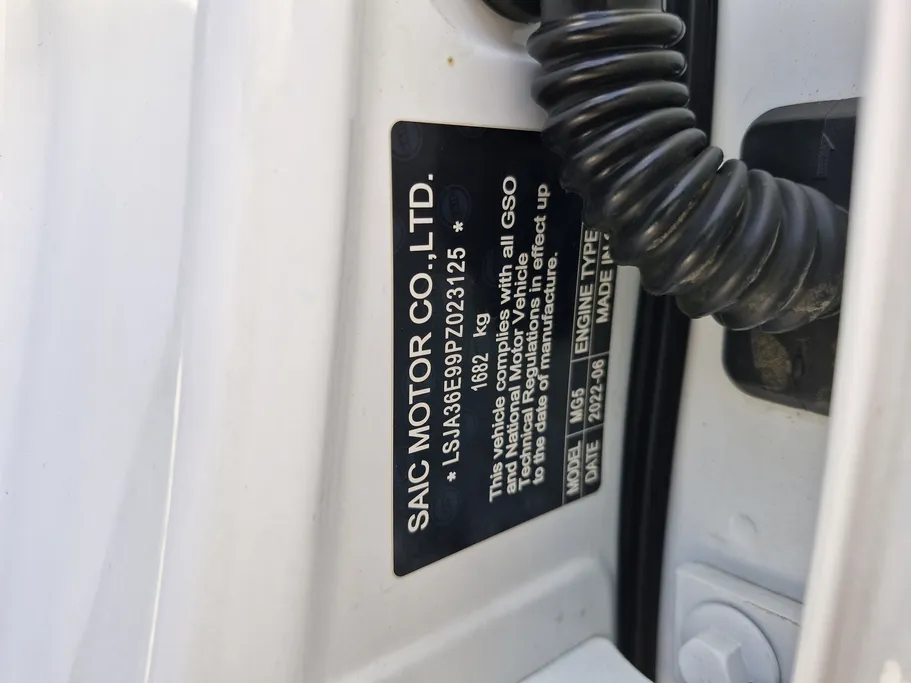 SAIC MOTOR CO.,LTD.
* LSJA36E99PZ023125 *
1682 kg
This vehicle complies with all GSO
and National Motor Vehicle
Technical Regulations in effect up
to the date of manufacture.
MODEL MG5 ENGINE TYPE
DATE 2022-06 MADE IN